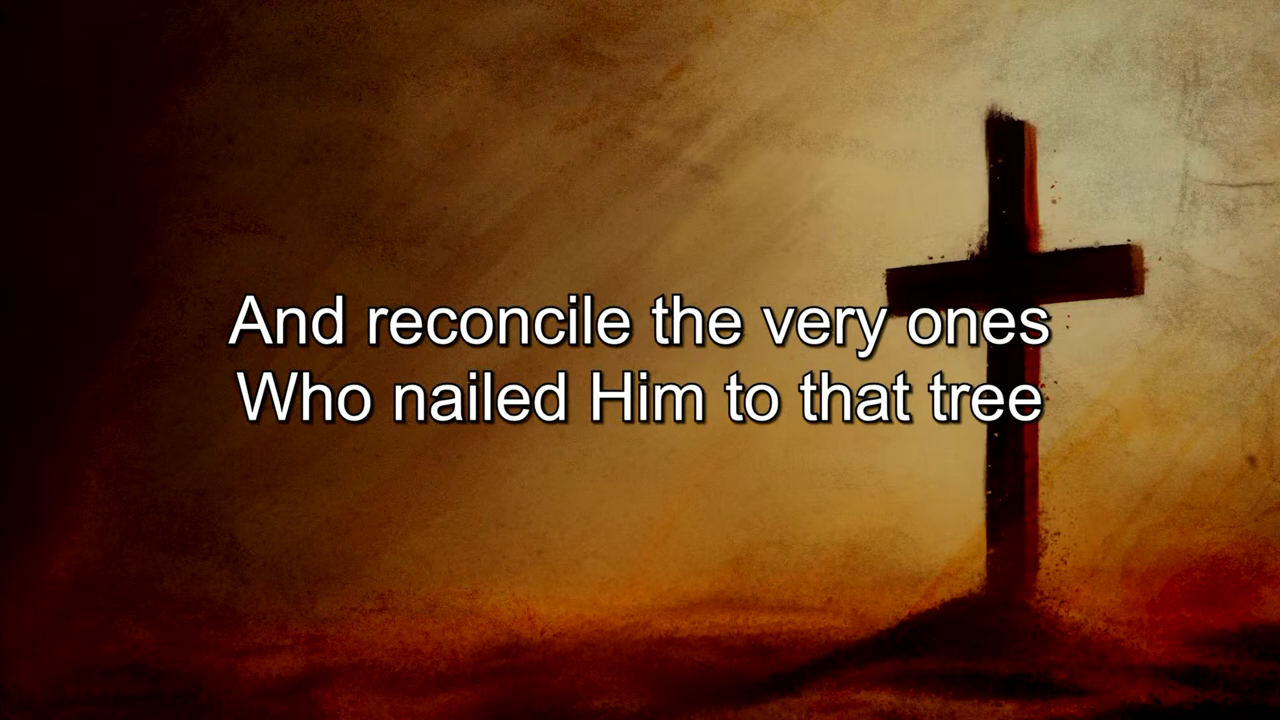 And reconcile the very ones
Who nailed Him to that tree